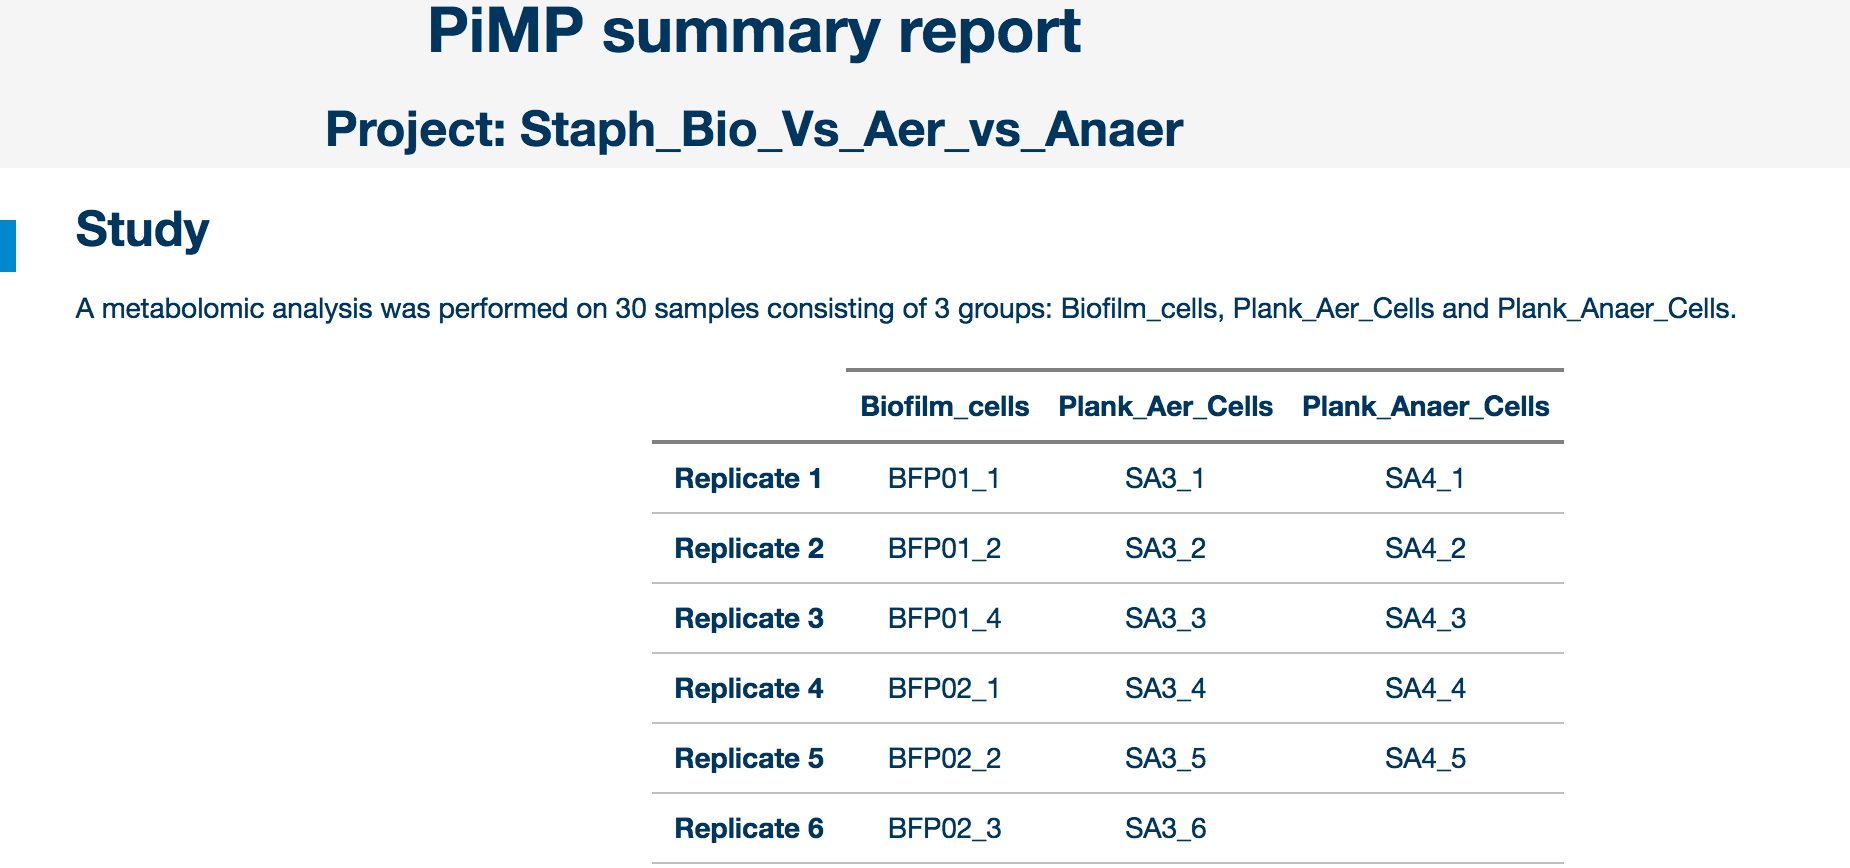 PiMP summary report
Project: Staph_Bio_Vs_Aer_vs_Anaer
Study
A metabolomic analysis was performed on 30 samples consisting of 3 groups: Biofilm_cells, Plank_Aer_Cells and Plank_Anaer_Cells.
Biofilm_cells Plank_Aer_Cells Plank_Anaer_Cells
Replicate 1 BFP01_1 SA3_1 SA4_1
Replicate 2 BFP01_2 SA3_2 SA4_2
Replicate 3 BFP01_4 SA3_3 SA4_3
Replicate 4 BFP02_1 SA3_4 SA4_4
Replicate 5 BFP02_2 SA3_5 SA4_5
Replicate 6 BFP02_3 SA3_6